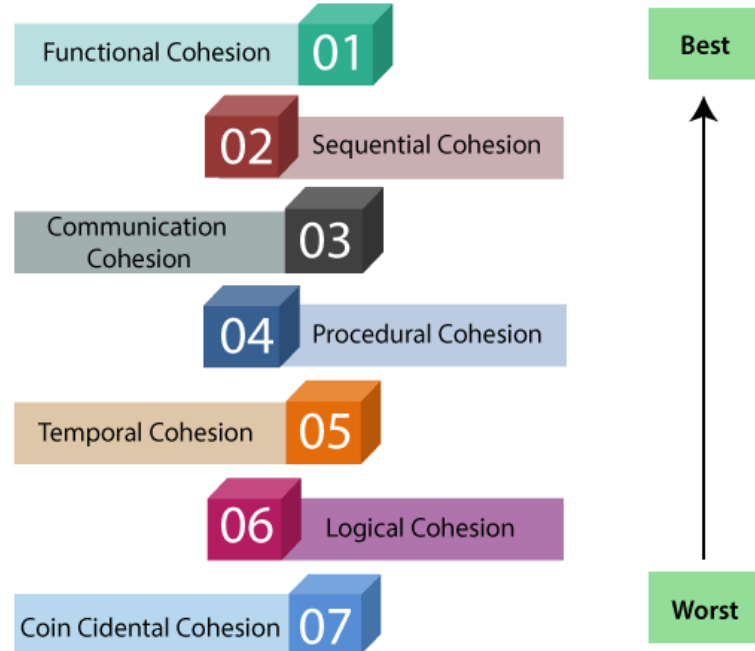 Functional Cohesion 01
Best
02 Sequential Cohesion
Communication
Cohesion 03
04 Procedural Cohesion
Temporal Cohesion 05
06 Logical Cohesion
Coin Cidental Cohesion 07
Worst